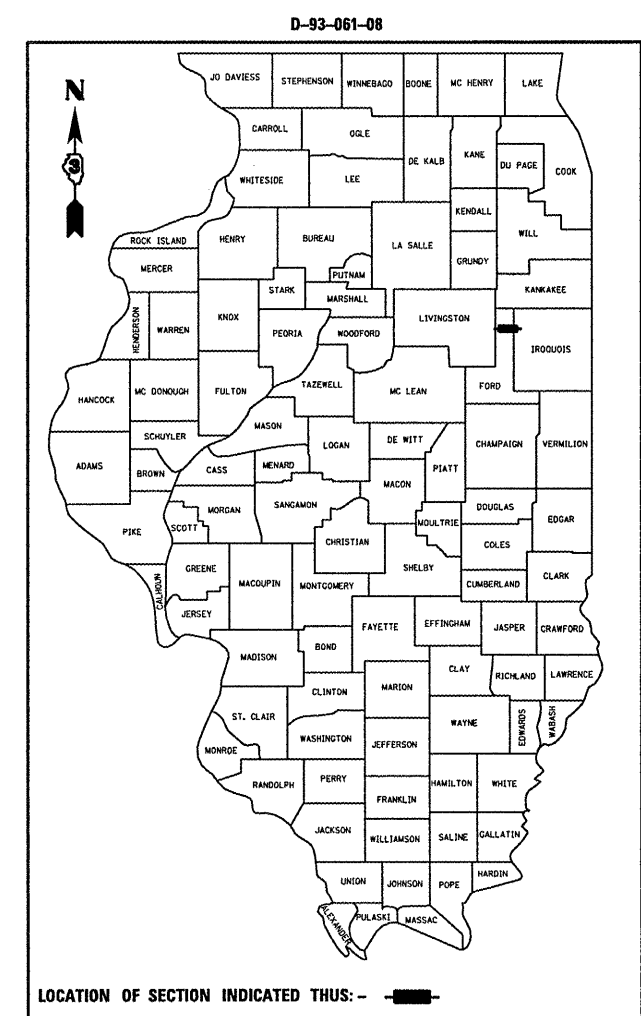 D-93-061-08
JO DAVIESS STEPHENSON WINNEBAGO BOONE MC HENRY LAKE
CARROLL OGLE DE KALB KANE DU PAGE COOK
N
3
WHITESIDE LEE
KENDALL
ROCK ISLAND HENRY BUREAU LA SALLE WILL
GRUNDY
MERCER PUTNAM
STARK MARSHALL KANKAKEE
HENDERSON WARREN KNOX PEORIA WOODFORD LIVINGSTON IROQUOIS
HANCOCK MC DONOUGH FULTON TAZEWELL MC LEAN FORD
MASON
SCHUYLER LOGAN DE WITT CHAMPAIGN VERMILION
ADAMS BROWN CASS MENARD PIATT
MACON
MORGAN SANGAMON DOUGLAS EDGAR
SCOTT MOULTRIE
PIKE CHRISTIAN COLES
GREENE SHELBY
CALHOUN MACOUPIN MONTGOMERY CUMBERLAND CLARK
JERSEY
FAYETTE EFFINGHAM JASPER CRAWFORD
MADISON BOND
CLAY RICHLAND LAWRENCE
CLINTON MARION
ST. CLAIR WAYNE EDWARDS WABASH
WASHINGTON JEFFERSON
MONROE
RANDOLPH PERRY HAMILTON WHITE
FRANKLIN
JACKSON WILLIAMSON SALINE GALLATIN
UNION JOHNSON POPE HARDIN
ALEXANDER PULASKI MASSAC
LOCATION OF SECTION INDICATED THUS: -